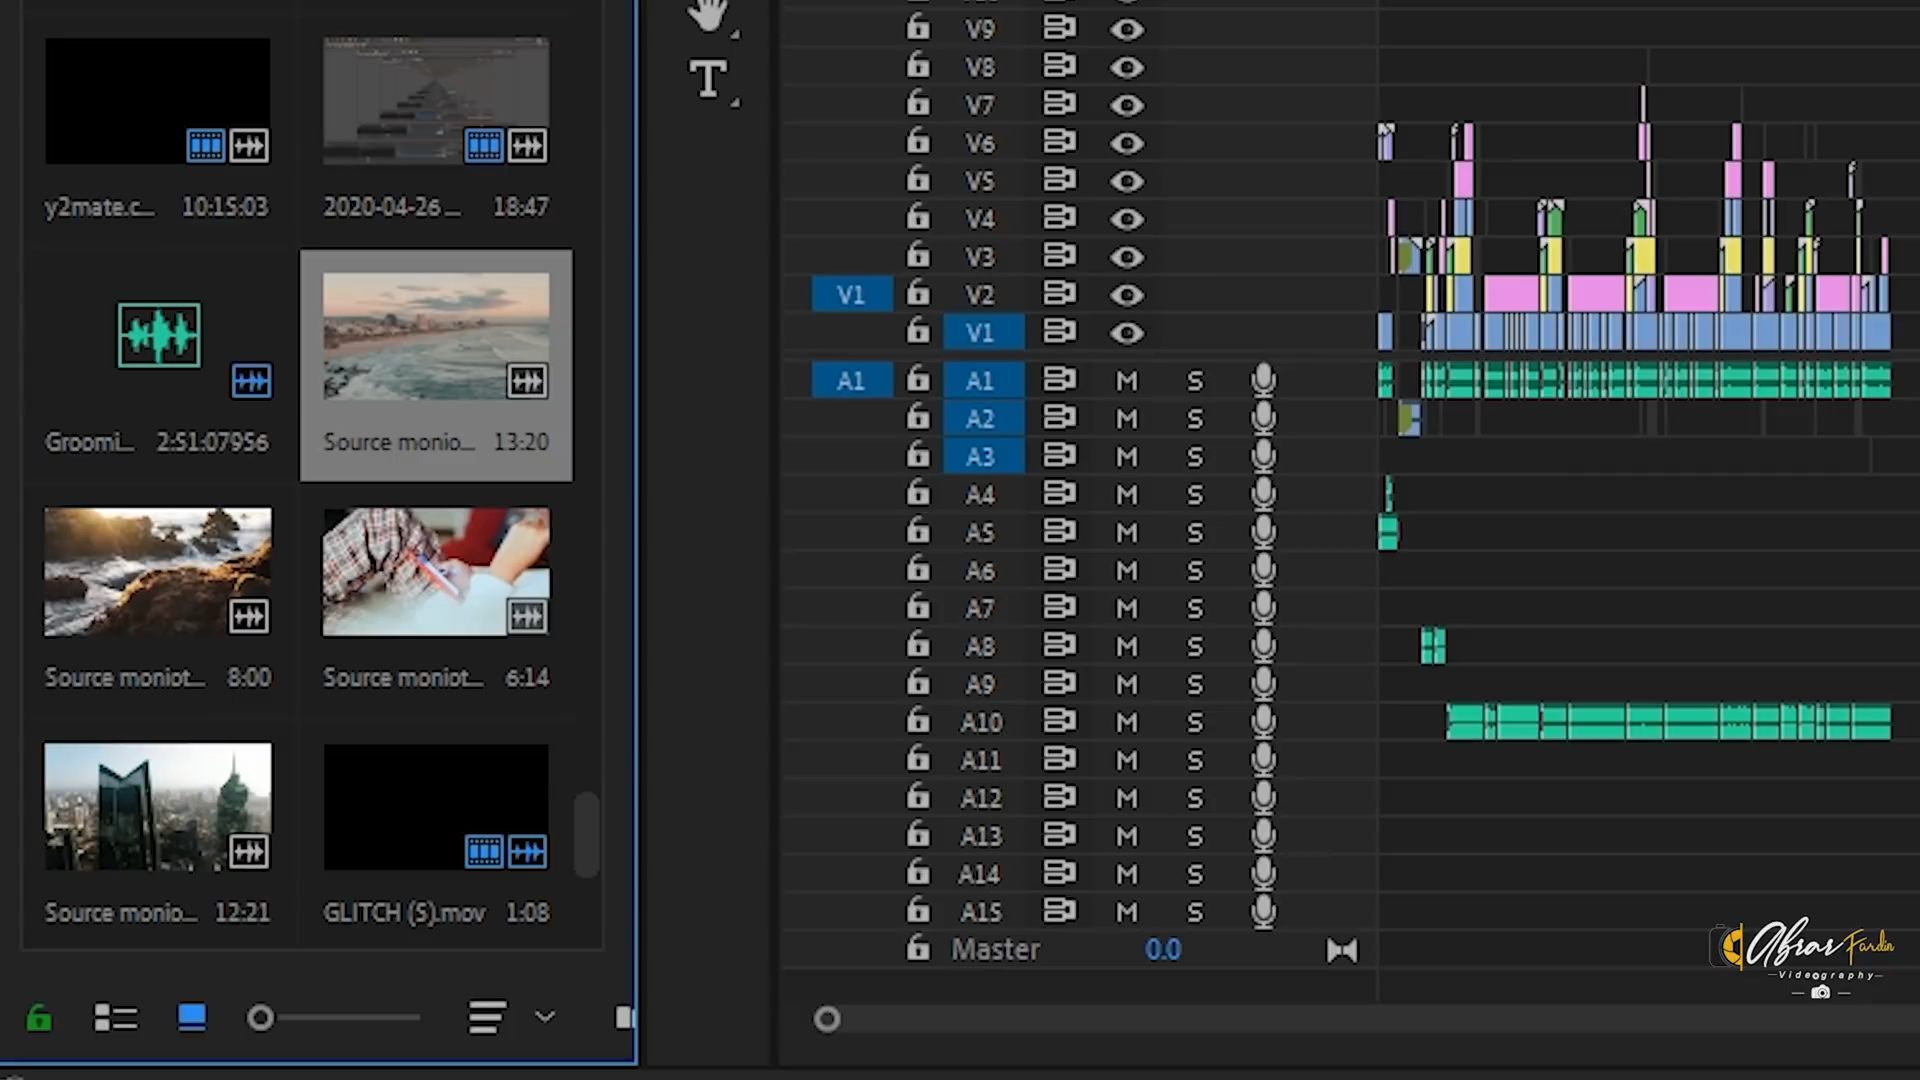 y2mate.c... 10:15:03
2020-04-26 ... 18:47
Groomi... 2:51:07956
Source monio... 13:20
Source moniot... 8:00
Source moniot... 6:14
Source monio... 12:21
GLITCH (5).mov 1:08
T
V9
V8
V7
V6
V5
V4
V3
V1 V2
V1
A1 A1 M S
A2 M S
A3 M S
A4 M S
A5 M S
A6 M S
A7 M S
A8 M S
A9 M S
A10 M S
A11 M S
A12 M S
A13 M S
A14 M S
A15 M S
Master 0.0
Abrar Fardin
Videography